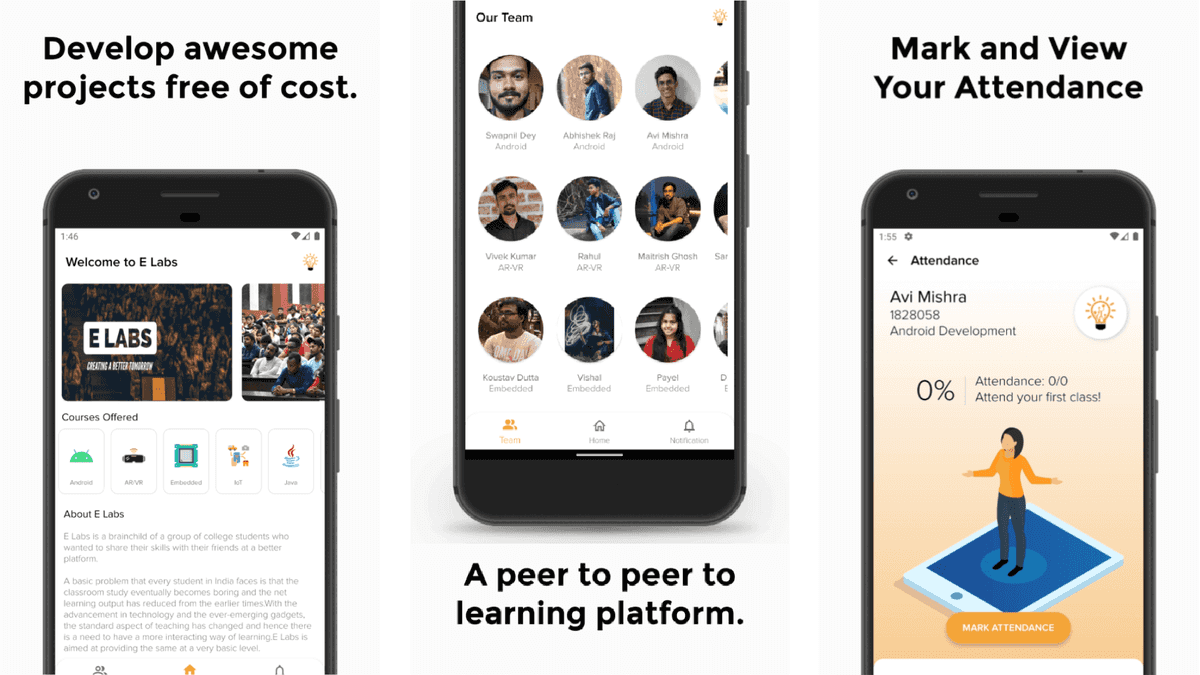 Develop awesome
projects free of cost.
1:46
Welcome to E Labs
E LABS
CREATING A BETTER TOMORROW
Courses Offered
Android
AR/VR
Embedded
IoT
Java
About E Labs
E Labs is a brainchild of a group of college students who
wanted to share their skills with their friends at a better
platform.
A basic problem that every student in India faces is that the
classroom study eventually becomes boring and the net
learning output has reduced from the earlier times.With the
advancement in technology and the ever-emerging gadgets,
the standard aspect of teaching has changed and hence there
is a need to have a more interacting way of learning.E Labs is
aimed at providing the same at a very basic level.
Our Team
Swapnil Dey
Android
Abhishek Raj
Android
Avi Mishra
Android
Vivek Kumar
AR-VR
Rahul
AR-VR
Maitrish Ghosh
AR-VR
Sar
Koustav Dutta
Embedded
Vishal
Embedded
Payel
Embedded
D
E
Team
Home
Notification
A peer to peer to
learning platform.
Mark and View
Your Attendance
1:55
Attendance
Avi Mishra
1828058
Android Development
0%
Attendance: 0/0
Attend your first class!
MARK ATTENDANCE